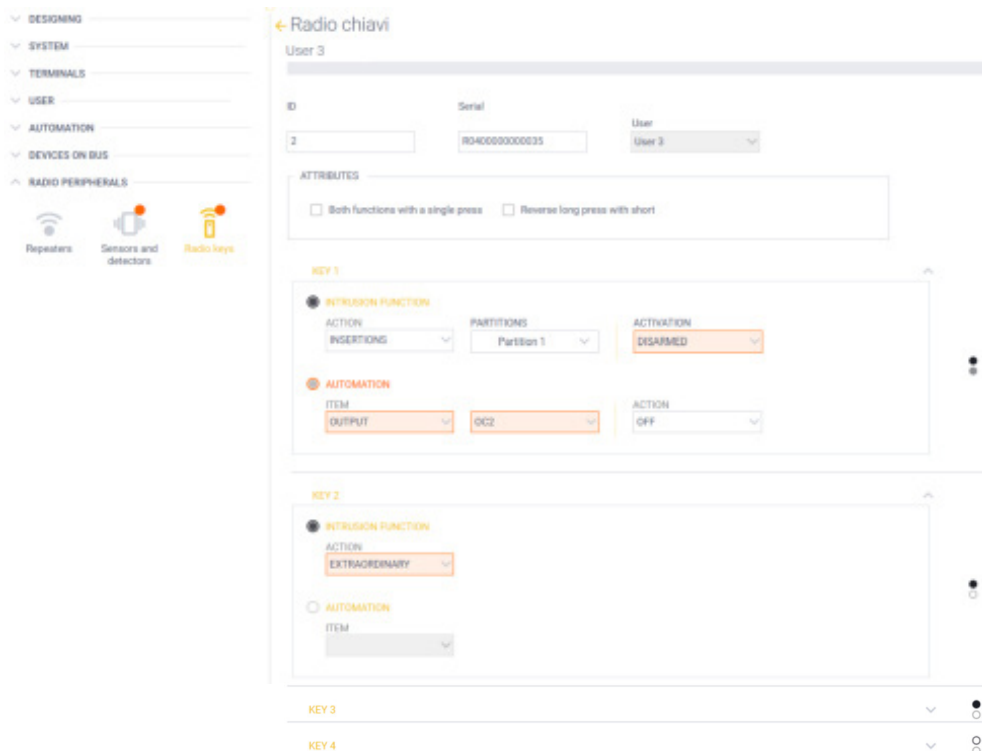 DESIGNING
SYSTEM
TERMINALS
USER
AUTOMATION
DEVICES ON BUS
RADIO PERIPHERALS
Repeaters
Sensors and
detectors
Radio keys
Radio chiavi
User 3
ID Serial
User
2 R0400000000035 User 3
ATTRIBUTES
Both functions with a single press Reverse long press with short
KEY 1
INTRUSION FUNCTION
ACTION PARTITIONS ACTIVATION
INSERTIONS Partition 1 DISARMED
AUTOMATION
ITEM ACTION
OUTPUT OC2 OFF
KEY 2
INTRUSION FUNCTION
ACTION
EXTRAORDINARY
AUTOMATION
ITEM
KEY 3
KEY 4